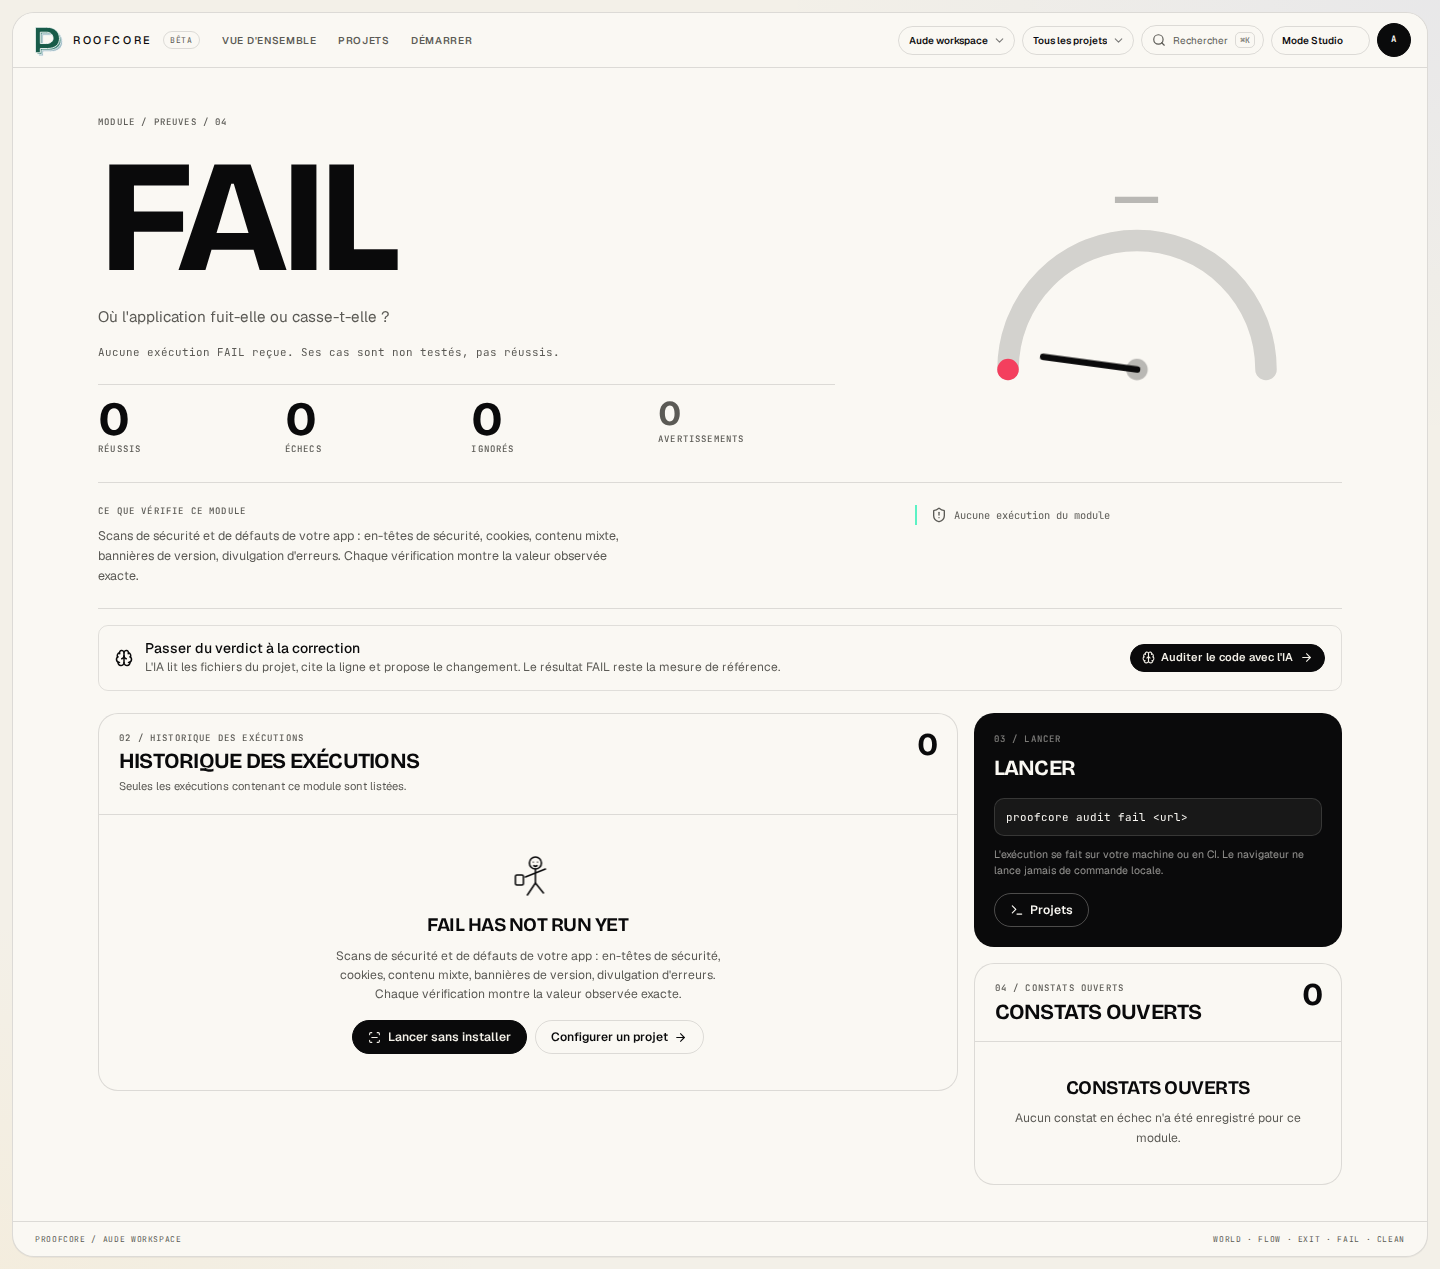 ROOFCORE
BÊTA
VUE D'ENSEMBLE
PROJETS
DÉMARRER
Aude workspace
Tous les projets
Rechercher
⌘K
Mode Studio
A
MODULE / PREUVES / 04
FAIL
Où l'application fuit-elle ou casse-t-elle ?
Aucune exécution FAIL reçue. Ses cas sont non testés, pas réussis.
0
RÉUSSIS
0
ÉCHECS
0
IGNORÉS
0
AVERTISSEMENTS
CE QUE VÉRIFIE CE MODULE
Scans de sécurité et de défauts de votre app : en-têtes de sécurité, cookies, contenu mixte,
bannières de version, divulgation d'erreurs. Chaque vérification montre la valeur observée
exacte.
Aucune exécution du module
Passer du verdict à la correction
L'IA lit les fichiers du projet, cite la ligne et propose le changement. Le résultat FAIL reste la mesure de référence.
Auditer le code avec l'IA
02 / HISTORIQUE DES EXÉCUTIONS
HISTORIQUE DES EXÉCUTIONS
Seules les exécutions contenant ce module sont listées.
0
FAIL HAS NOT RUN YET
Scans de sécurité et de défauts de votre app : en-têtes de sécurité,
cookies, contenu mixte, bannières de version, divulgation d'erreurs.
Chaque vérification montre la valeur observée exacte.
Lancer sans installer
Configurer un projet
03 / LANCER
LANCER
proofcore audit fail <url>
L'exécution se fait sur votre machine ou en CI. Le navigateur ne
lance jamais de commande locale.
Projets
04 / CONSTATS OUVERTS
CONSTATS OUVERTS
0
CONSTATS OUVERTS
Aucun constat en échec n'a été enregistré pour ce
module.
PROOFCORE / AUDE WORKSPACE
WORLD · FLOW · EXIT · FAIL · CLEAN